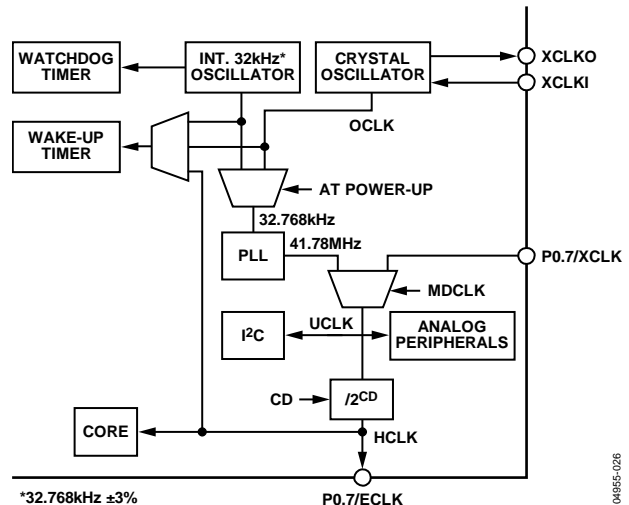 WATCHDOG
TIMER
INT. 32kHz*
OSCILLATOR
CRYSTAL
OSCILLATOR
XCLKO
XCLKI
OCLK
WAKE-UP
TIMER
AT POWER-UP
32.768kHz
PLL
41.78MHz
P0.7/XCLK
MDCLK
I²C
UCLK
ANALOG
PERIPHERALS
CD
/2^CD
CORE
HCLK
*32.768kHz ±3%
P0.7/ECLK
04955-026